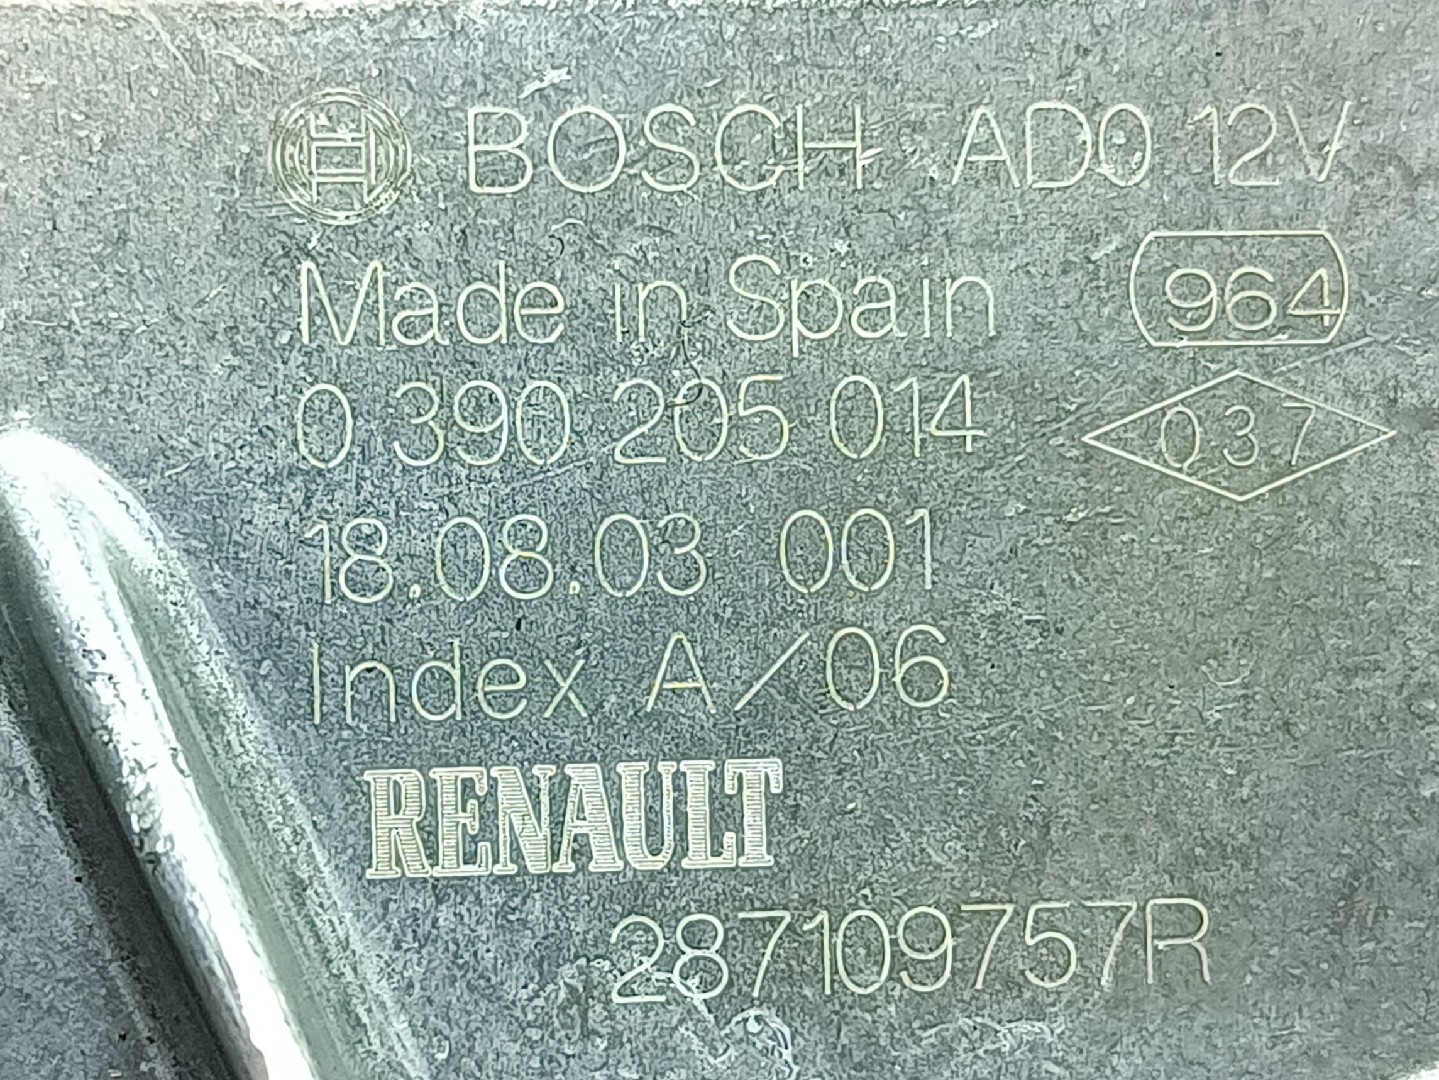 BOSCH AD0 12V
Made in Spain 964
0 390 205 014 037
18.08.03 001
Index A/06
RENAULT
287109757R